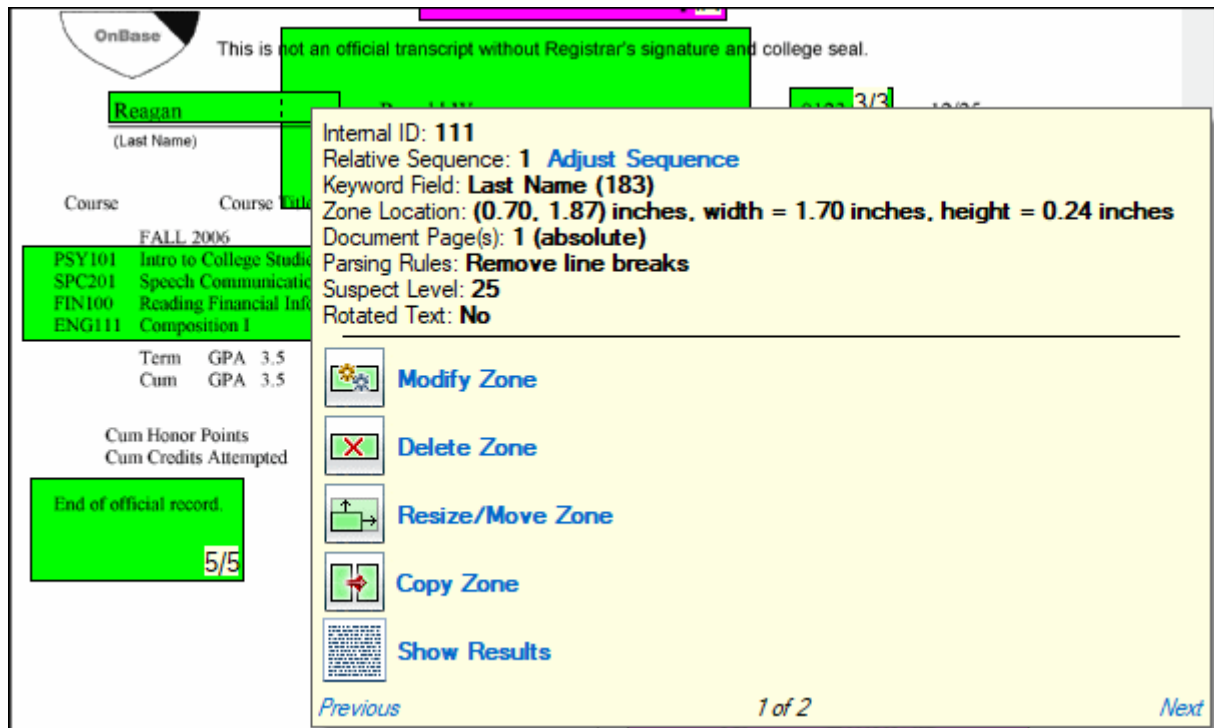 OnBase
This is not an official transcript without Registrar's signature and college seal.
Reagan
3/3
(Last Name)
Course Course Title
FALL 2006
PSY101 Intro to College
SPC201 Speech
FIN100 Reading Financial
ENG111 Composition I
Term GPA 3.5
Cum GPA 3.5
Cum Honor Points
Cum Credits Attempted
End of official record.
5/5
Internal ID: 111
Relative Sequence: 1 Adjust Sequence
Keyword Field: Last Name (183)
Zone Location: (0.70, 1.87) inches, width = 1.70 inches, height = 0.24 inches
Document Page(s): 1 (absolute)
Parsing Rules: Remove line breaks
Suspect Level: 25
Rotated Text: No
Modify Zone
Delete Zone
Resize/Move Zone
Copy Zone
Show Results
Previous 1 of 2 Next